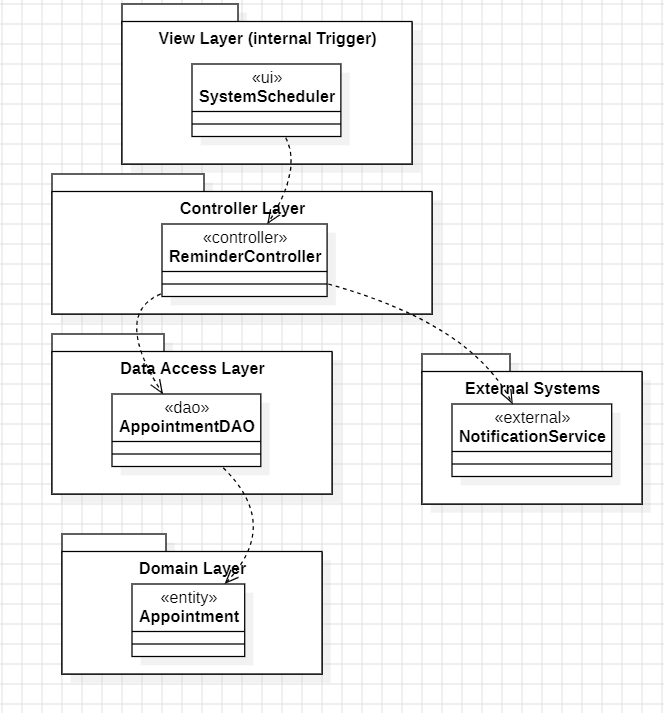 View Layer (internal Trigger)
«ui»
SystemScheduler
Controller Layer
«controller»
ReminderController
Data Access Layer
«dao»
AppointmentDAO
External Systems
«external»
NotificationService
Domain Layer
«entity»
Appointment